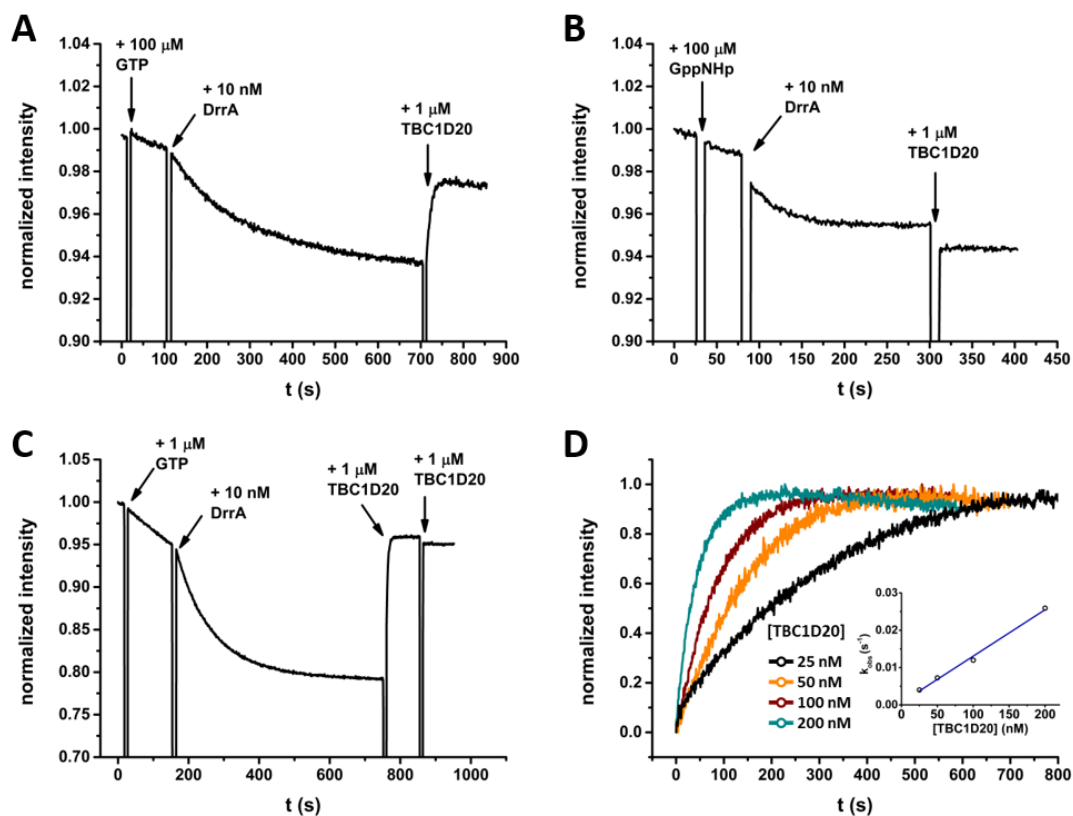 A
+ 100 μM
GTP
+ 10 nM
DrrA
+ 1 μM
TBC1D20
normalized intensity
1.04
1.02
1.00
0.98
0.96
0.94
0.92
0.90
0 100 200 300 400 500 600 700 800 900
t (s)
B
+ 100 μM
GppNHp
+ 10 nM
DrrA
+ 1 μM
TBC1D20
normalized intensity
1.04
1.02
1.00
0.98
0.96
0.94
0.92
0.90
0 50 100 150 200 250 300 350 400 450
t (s)
C
+ 1 μM
GTP
+ 10 nM
DrrA
+ 1 μM
TBC1D20
+ 1 μM
TBC1D20
normalized intensity
1.05
1.00
0.95
0.90
0.85
0.80
0.75
0.70
0 200 400 600 800 1000
t (s)
D
normalized intensity
1.0
0.8
0.6
0.4
0.2
0.0
[TBC1D20]
25 nM
50 nM
100 nM
200 nM
kobs (s-1)
0.03
0.02
0.01
0.00
0 50 100 150 200
[TBC1D20] (nM)
0 100 200 300 400 500 600 700 800
t (s)